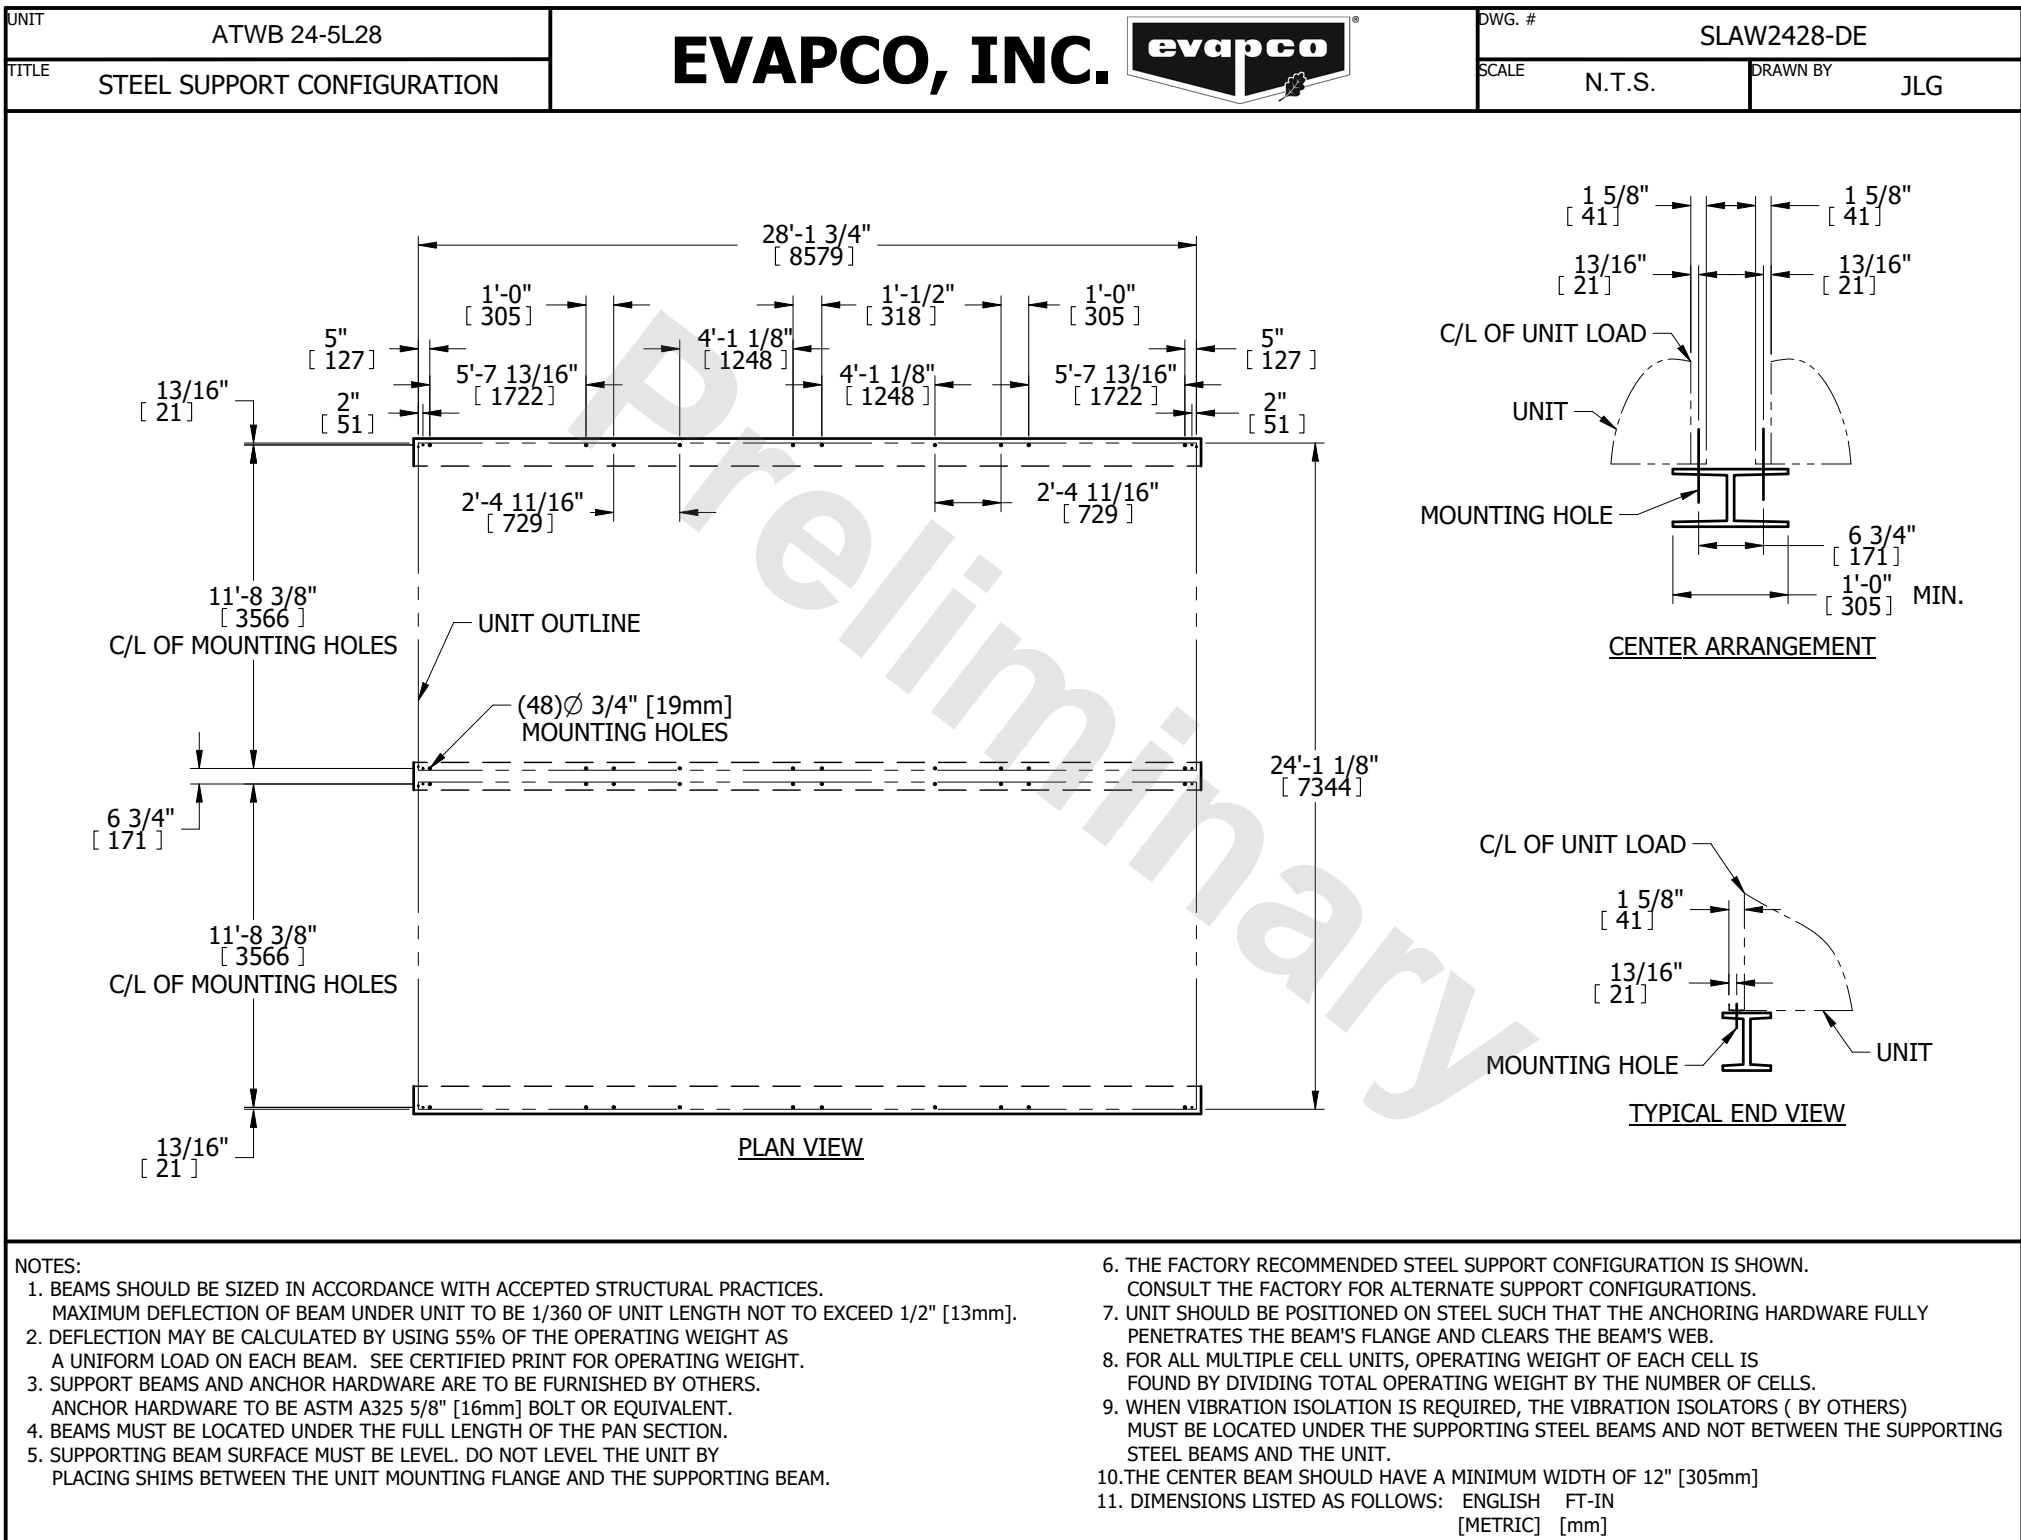 UNIT
ATWB 24-5L28
TITLE
STEEL SUPPORT CONFIGURATION
EVAPCO, INC.
evapco
®
DWG. #
SLAW2428-DE
SCALE
N.T.S.
DRAWN BY
JLG
28'-1 3/4"
[ 8579 ]
1'-0"
[ 305 ]
1'-1/2"
[ 318 ]
1'-0"
[ 305 ]
5"
[ 127 ]
4'-1 1/8"
[ 1248 ]
5"
[ 127 ]
5'-7 13/16"
[ 1722 ]
4'-1 1/8"
[ 1248 ]
5'-7 13/16"
[ 1722 ]
13/16"
[ 21 ]
2"
[ 51 ]
2"
[ 51 ]
2'-4 11/16"
[ 729 ]
2'-4 11/16"
[ 729 ]
11'-8 3/8"
[ 3566 ]
C/L OF MOUNTING HOLES
UNIT OUTLINE
(48)Ø 3/4" [19mm]
MOUNTING HOLES
6 3/4"
[ 171 ]
24'-1 1/8"
[ 7344 ]
11'-8 3/8"
[ 3566 ]
C/L OF MOUNTING HOLES
13/16"
[ 21 ]
PLAN VIEW
Preliminary
1 5/8"
[ 41 ]
1 5/8"
[ 41 ]
13/16"
[ 21 ]
13/16"
[ 21 ]
C/L OF UNIT LOAD
UNIT
MOUNTING HOLE
6 3/4"
[ 171 ]
1'-0"
[ 305 ] MIN.
CENTER ARRANGEMENT
C/L OF UNIT LOAD
1 5/8"
[ 41 ]
13/16"
[ 21 ]
MOUNTING HOLE
UNIT
TYPICAL END VIEW
NOTES:
1. BEAMS SHOULD BE SIZED IN ACCORDANCE WITH ACCEPTED STRUCTURAL PRACTICES.
MAXIMUM DEFLECTION OF BEAM UNDER UNIT TO BE 1/360 OF UNIT LENGTH NOT TO EXCEED 1/2" [13mm].
2. DEFLECTION MAY BE CALCULATED BY USING 55% OF THE OPERATING WEIGHT AS
A UNIFORM LOAD ON EACH BEAM. SEE CERTIFIED PRINT FOR OPERATING WEIGHT.
3. SUPPORT BEAMS AND ANCHOR HARDWARE ARE TO BE FURNISHED BY OTHERS.
ANCHOR HARDWARE TO BE ASTM A325 5/8" [16mm] BOLT OR EQUIVALENT.
4. BEAMS MUST BE LOCATED UNDER THE FULL LENGTH OF THE PAN SECTION.
5. SUPPORTING BEAM SURFACE MUST BE LEVEL. DO NOT LEVEL THE UNIT BY
PLACING SHIMS BETWEEN THE UNIT MOUNTING FLANGE AND THE SUPPORTING BEAM.
6. THE FACTORY RECOMMENDED STEEL SUPPORT CONFIGURATION IS SHOWN.
CONSULT THE FACTORY FOR ALTERNATE SUPPORT CONFIGURATIONS.
7. UNIT SHOULD BE POSITIONED ON STEEL SUCH THAT THE ANCHORING HARDWARE FULLY
PENETRATES THE BEAM'S FLANGE AND CLEARS THE BEAM'S WEB.
8. FOR ALL MULTIPLE CELL UNITS, OPERATING WEIGHT OF EACH CELL IS
FOUND BY DIVIDING TOTAL OPERATING WEIGHT BY THE NUMBER OF CELLS.
9. WHEN VIBRATION ISOLATION IS REQUIRED, THE VIBRATION ISOLATORS ( BY OTHERS)
MUST BE LOCATED UNDER THE SUPPORTING STEEL BEAMS AND NOT BETWEEN THE SUPPORTING
STEEL BEAMS AND THE UNIT.
10.THE CENTER BEAM SHOULD HAVE A MINIMUM WIDTH OF 12" [305mm]
11. DIMENSIONS LISTED AS FOLLOWS: ENGLISH FT-IN
[METRIC] [mm]